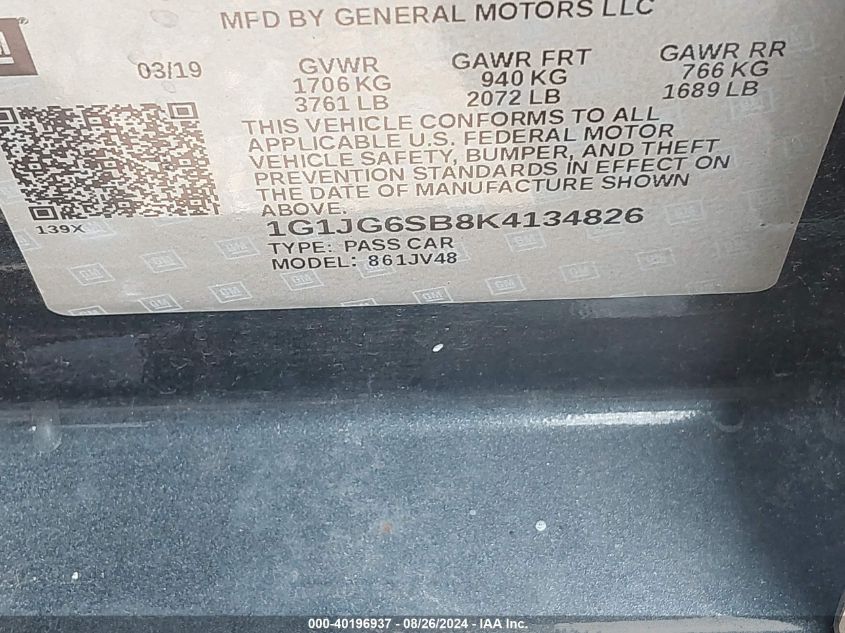 GM
MFD BY GENERAL MOTORS LLC
03/19 GVWR GAWR FRT GAWR RR
1706 KG 940 KG 766 KG
3761 LB 2072 LB 1689 LB
THIS VEHICLE CONFORMS TO ALL
APPLICABLE U.S. FEDERAL MOTOR
VEHICLE SAFETY, BUMPER, AND THEFT
PREVENTION STANDARDS IN EFFECT ON
THE DATE OF MANUFACTURE SHOWN
ABOVE.
139X 1G1JG6SB8K4134826
TYPE: PASS CAR
MODEL: 861JV48
000-40196937 - 08/26/2024 - IAA Inc.